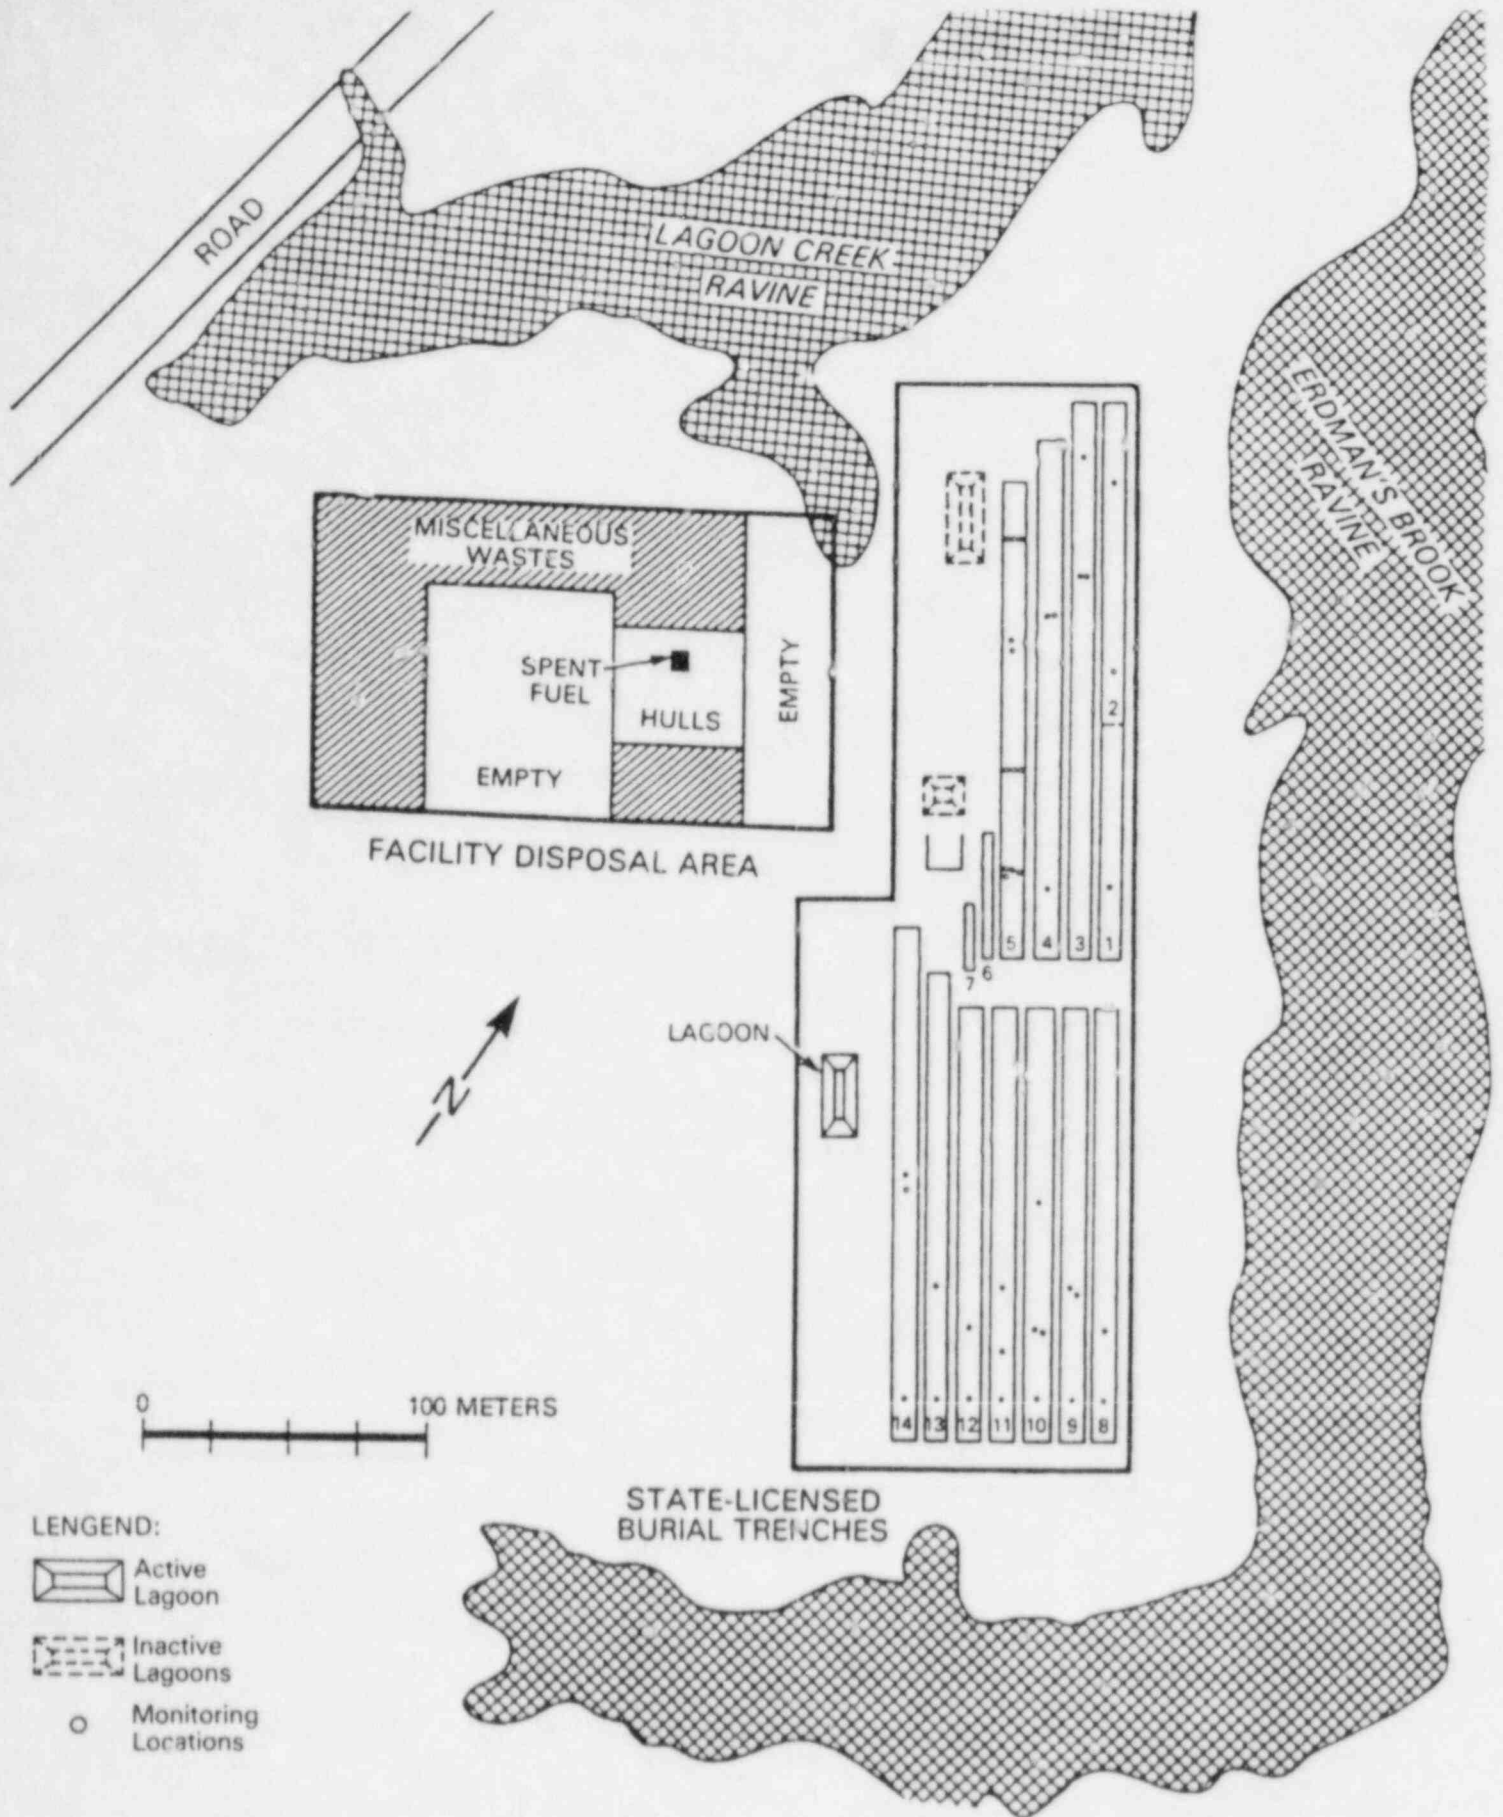 ROAD
LAGOON CREEK
RAVINE
ERDMAN'S BROOK
RAVINE
MISCELLANEOUS
WASTES
SPENT
FUEL
HULLS
EMPTY
EMPTY
FACILITY DISPOSAL AREA
2
5
4
3
1
7
6
N
LAGOON
14
13
12
11
10
9
8
0
100 METERS
STATE-LICENSED
BURIAL TRENCHES
LENGEND:
Active
Lagoon
Inactive
Lagoons
Monitoring
Locations